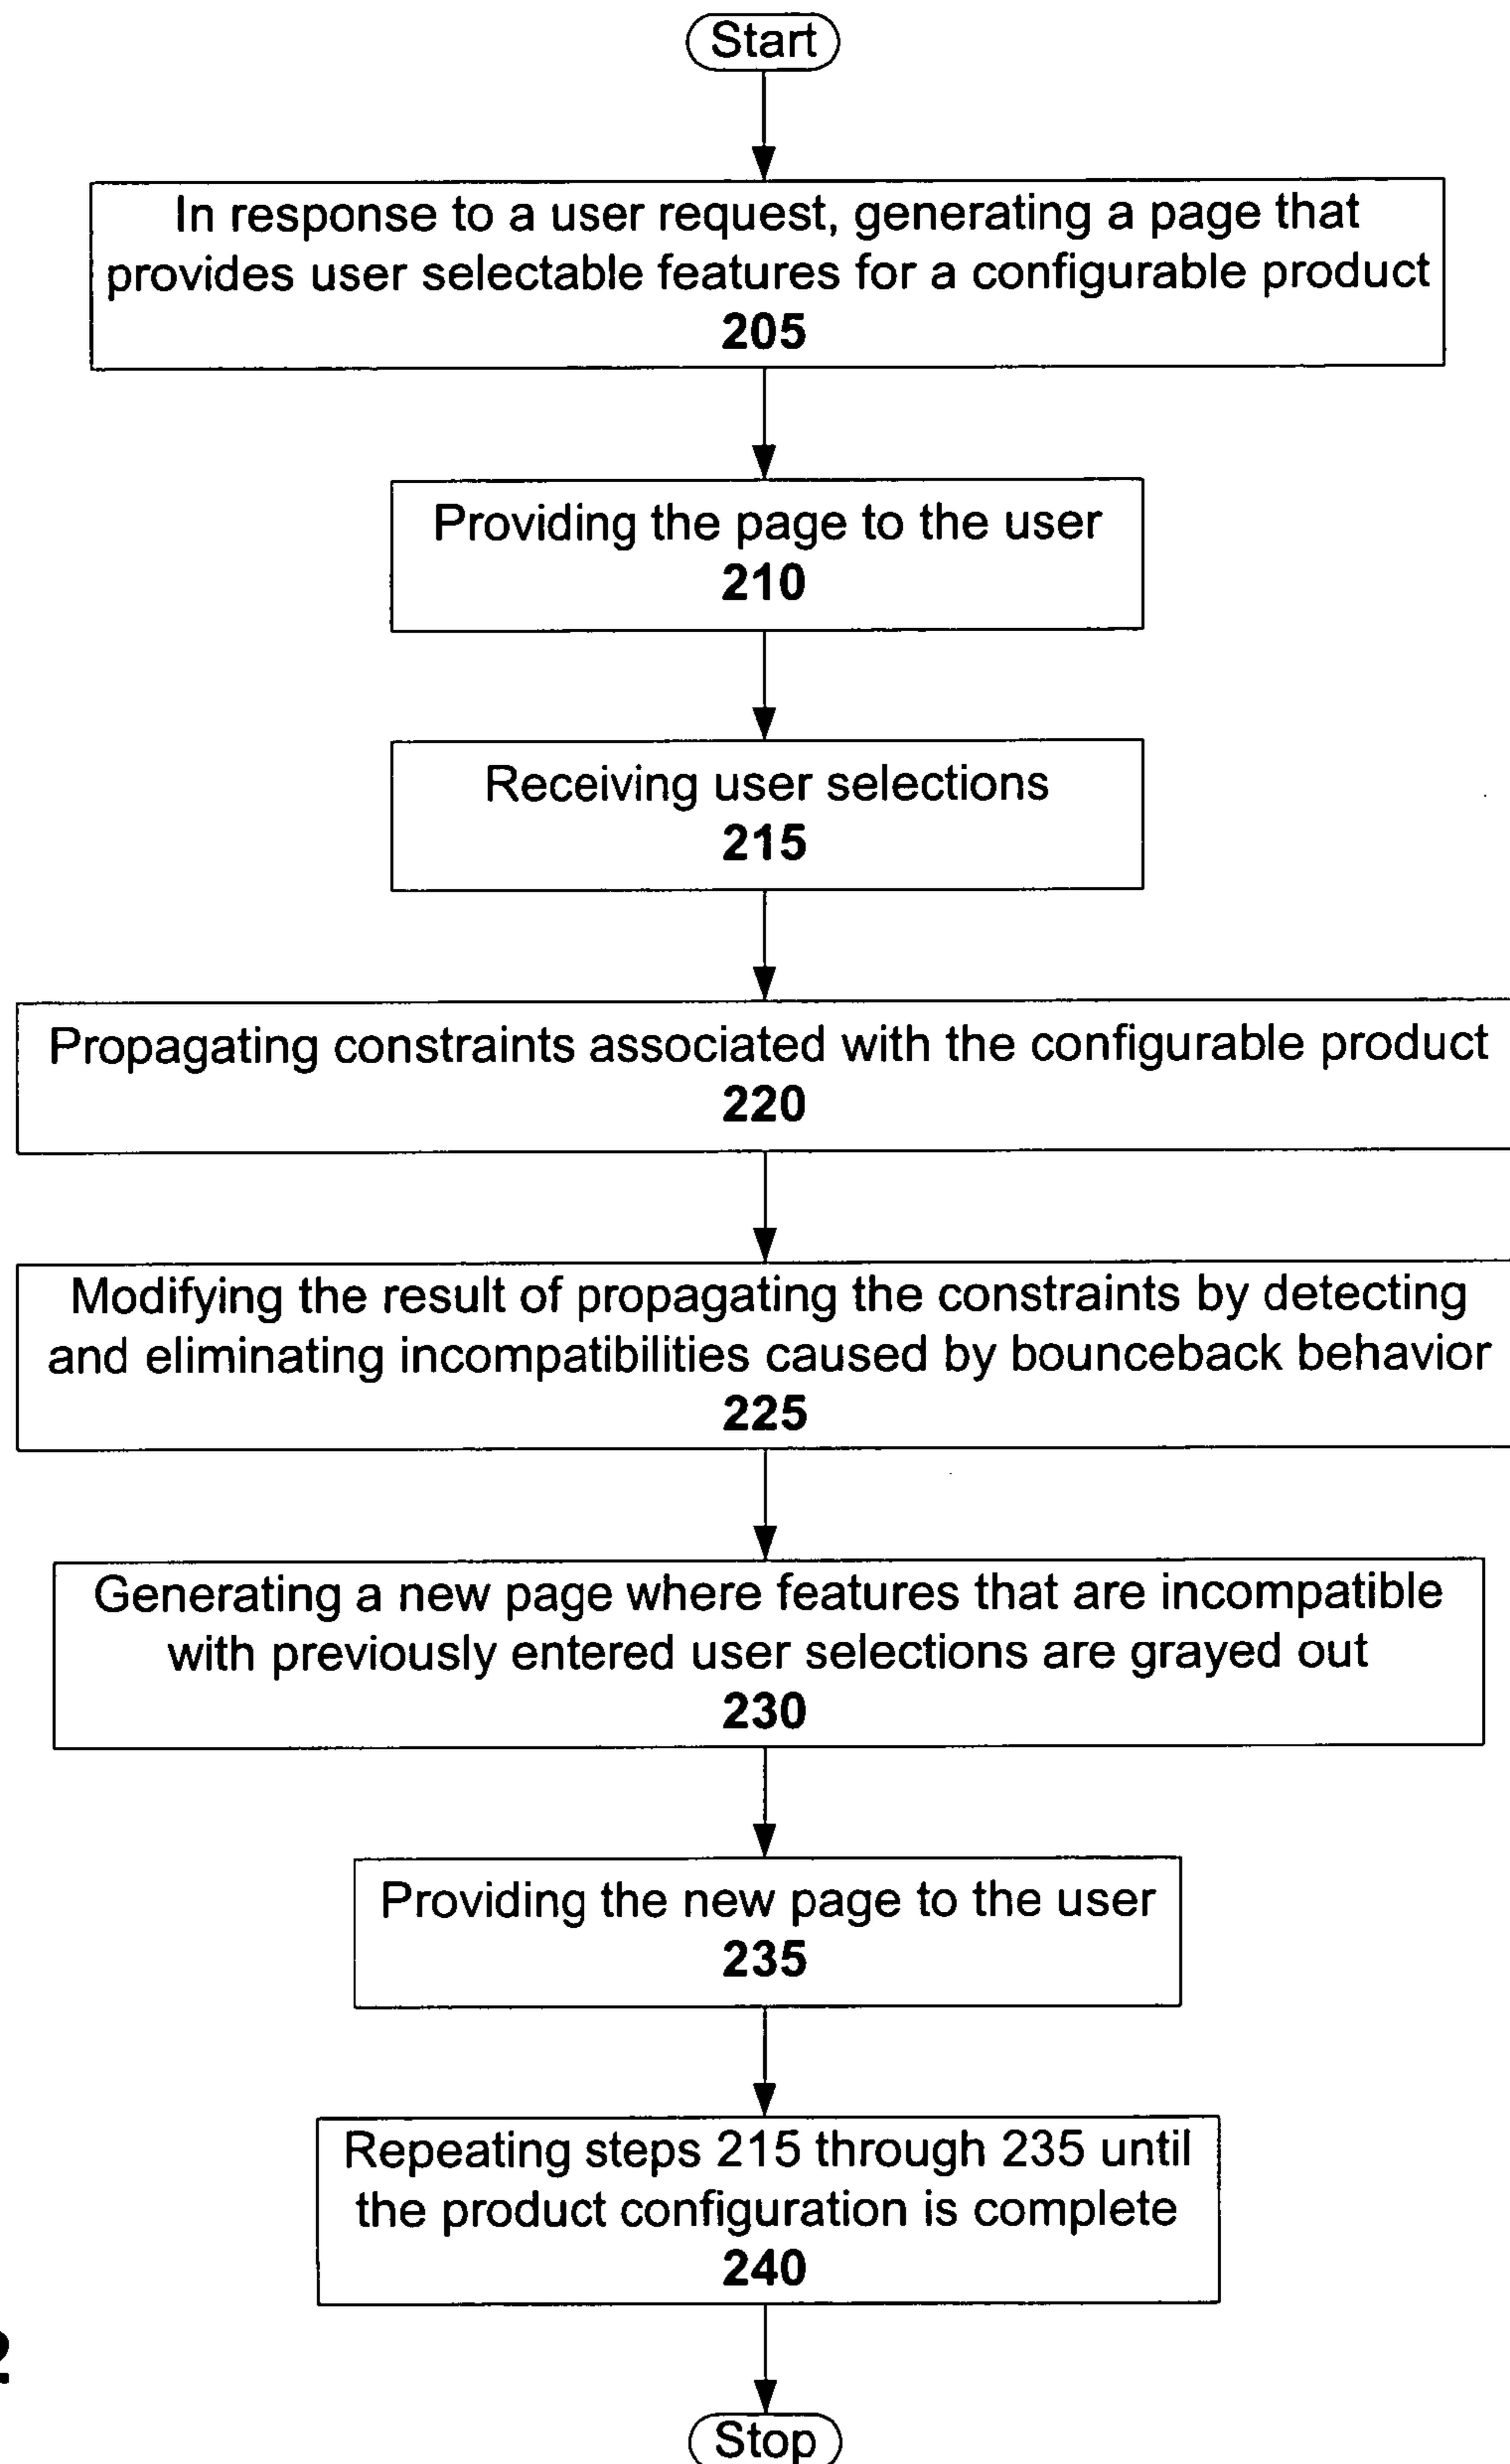 Start
In response to a user request, generating a page that
provides user selectable features for a configurable product
205
Providing the page to the user
210
Receiving user selections
215
Propagating constraints associated with the configurable product
220
Modifying the result of propagating the constraints by detecting
and eliminating incompatibilities caused by bounceback behavior
225
Generating a new page where features that are incompatible
with previously entered user selections are grayed out
230
Providing the new page to the user
235
Repeating steps 215 through 235 until
the product configuration is complete
240
Stop